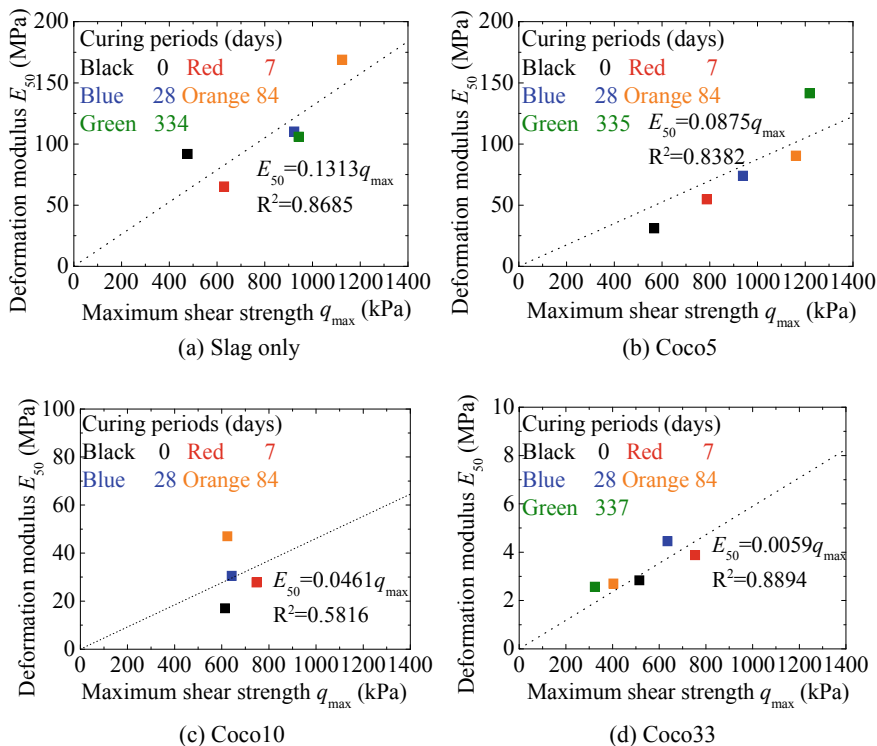 200
150
100
50
0
Deformation modulus E50 (MPa)
Curing periods (days)
Black 0 Red 7
Blue 28 Orange 84
Green 334
E50=0.1313qmax
R²=0.8685
0 200 400 600 800 1000 1200 1400
Maximum shear strength qmax (kPa)
(a) Slag only
200
150
100
50
0
Deformation modulus E50 (MPa)
Curing periods (days)
Black 0 Red 7
Blue 28 Orange 84
Green 335
E50=0.0875qmax
R²=0.8382
0 200 400 600 800 1000 1200 1400
Maximum shear strength qmax (kPa)
(b) Coco5
100
80
60
40
20
0
Deformation modulus E50 (MPa)
Curing periods (days)
Black 0 Red 7
Blue 28 Orange 84
E50=0.0461qmax
R²=0.5816
0 200 400 600 800 1000 1200 1400
Maximum shear strength qmax (kPa)
(c) Coco10
10
8
6
4
2
0
Deformation modulus E50 (MPa)
Curing periods (days)
Black 0 Red 7
Blue 28 Orange 84
Green 337
E50=0.0059qmax
R²=0.8894
0 200 400 600 800 1000 1200 1400
Maximum shear strength qmax (kPa)
(d) Coco33